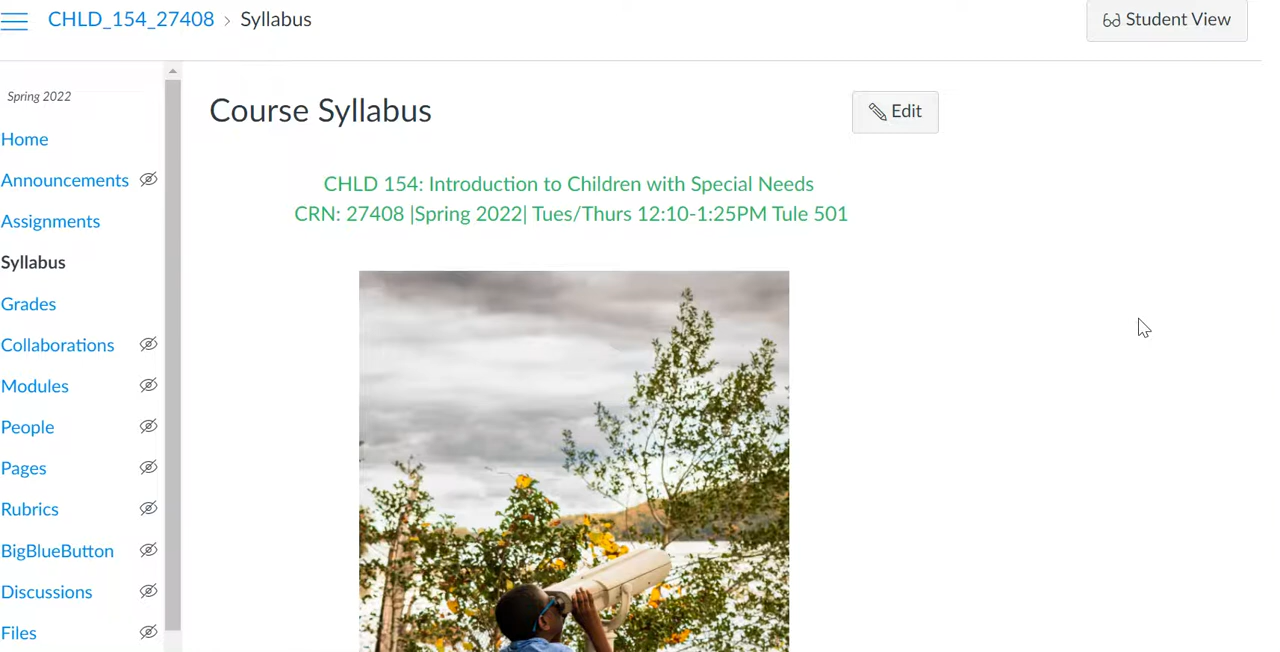 CHLD_154_27408 › Syllabus
Student View
Spring 2022
Home
Announcements
Assignments
Syllabus
Grades
Collaborations
Modules
People
Pages
Rubrics
BigBlueButton
Discussions
Files
Course Syllabus
Edit
CHLD 154: Introduction to Children with Special Needs
CRN: 27408 |Spring 2022| Tues/Thurs 12:10-1:25PM Tule 501